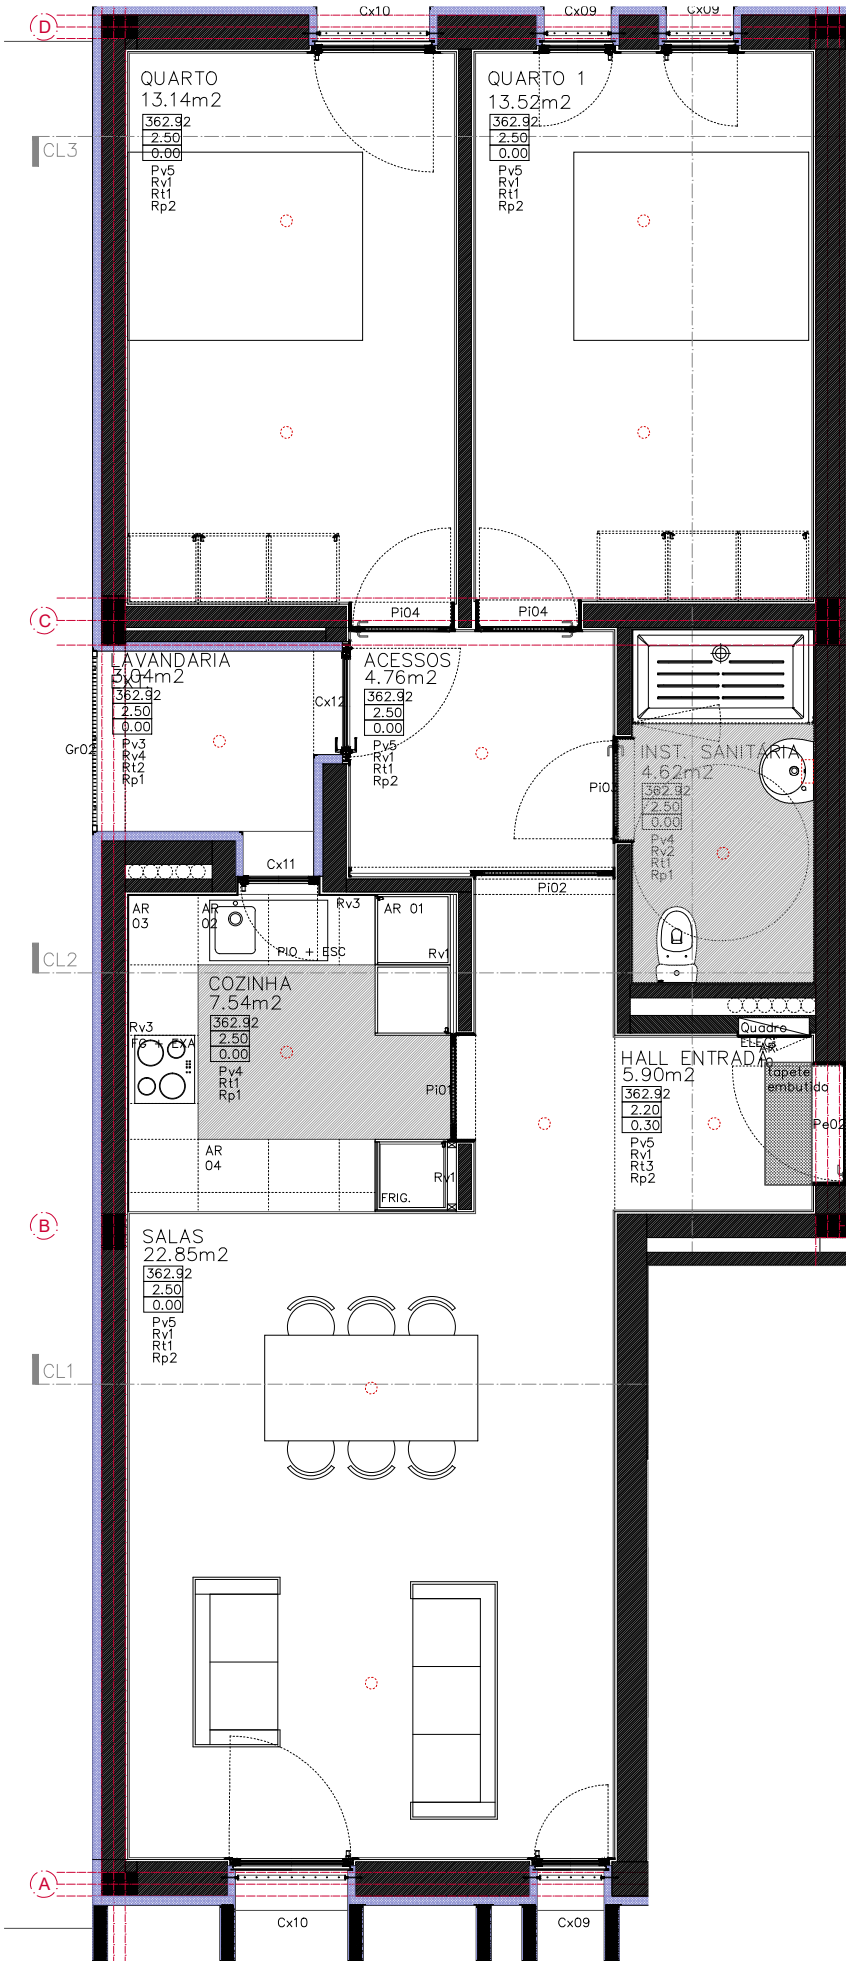 Cx10
Cx09
Cx09
D
QUARTO
13.14m2
362.92
2.50
0.00
Pv5
Rv1
Rt1
Rp2
QUARTO 1
13.52m2
362.92
2.50
0.00
Pv5
Rv1
Rt1
Rp2
CL3
Pi04
Pi04
C
LAVANDARIA
EXT.
3.04m2
362.92
2.50
0.00
Pv3
Rv4
Rt2
Rp1
Gr02
Cx12
ACESSOS
4.76m2
362.92
2.50
0.00
Pv5
Rv1
Rt1
Rp2
Pi03
INST. SANITÁRIA
4.62m2
362.92
2.50
0.00
Pv4
Rv2
Rt1
Rp1
Cx11
Pi02
AR
03
AR
02
Rv3
AR 01
PIO + ESC
Rv1
CL2
COZINHA
7.54m2
362.92
2.50
0.00
Pv4
Rt1
Rp1
Rv3
FG + EXA
Pi01
Quadro
ELEC.
HALL ENTRADA
5.90m2
362.92
2.20
0.30
Pv5
Rv1
Rt3
Rp2
tapete
embutido
Pe02
AR
04
Rv1
FRIG.
B
SALAS
22.85m2
362.92
2.50
0.00
Pv5
Rv1
Rt1
Rp2
CL1
A
Cx10
Cx09